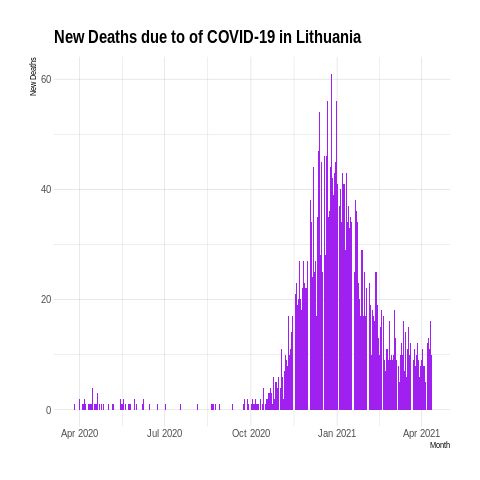 New Deaths due to of COVID-19 in Lithuania
New Deaths
60
40
20
0
Apr 2020 Jul 2020 Oct 2020 Jan 2021 Apr 2021
Month